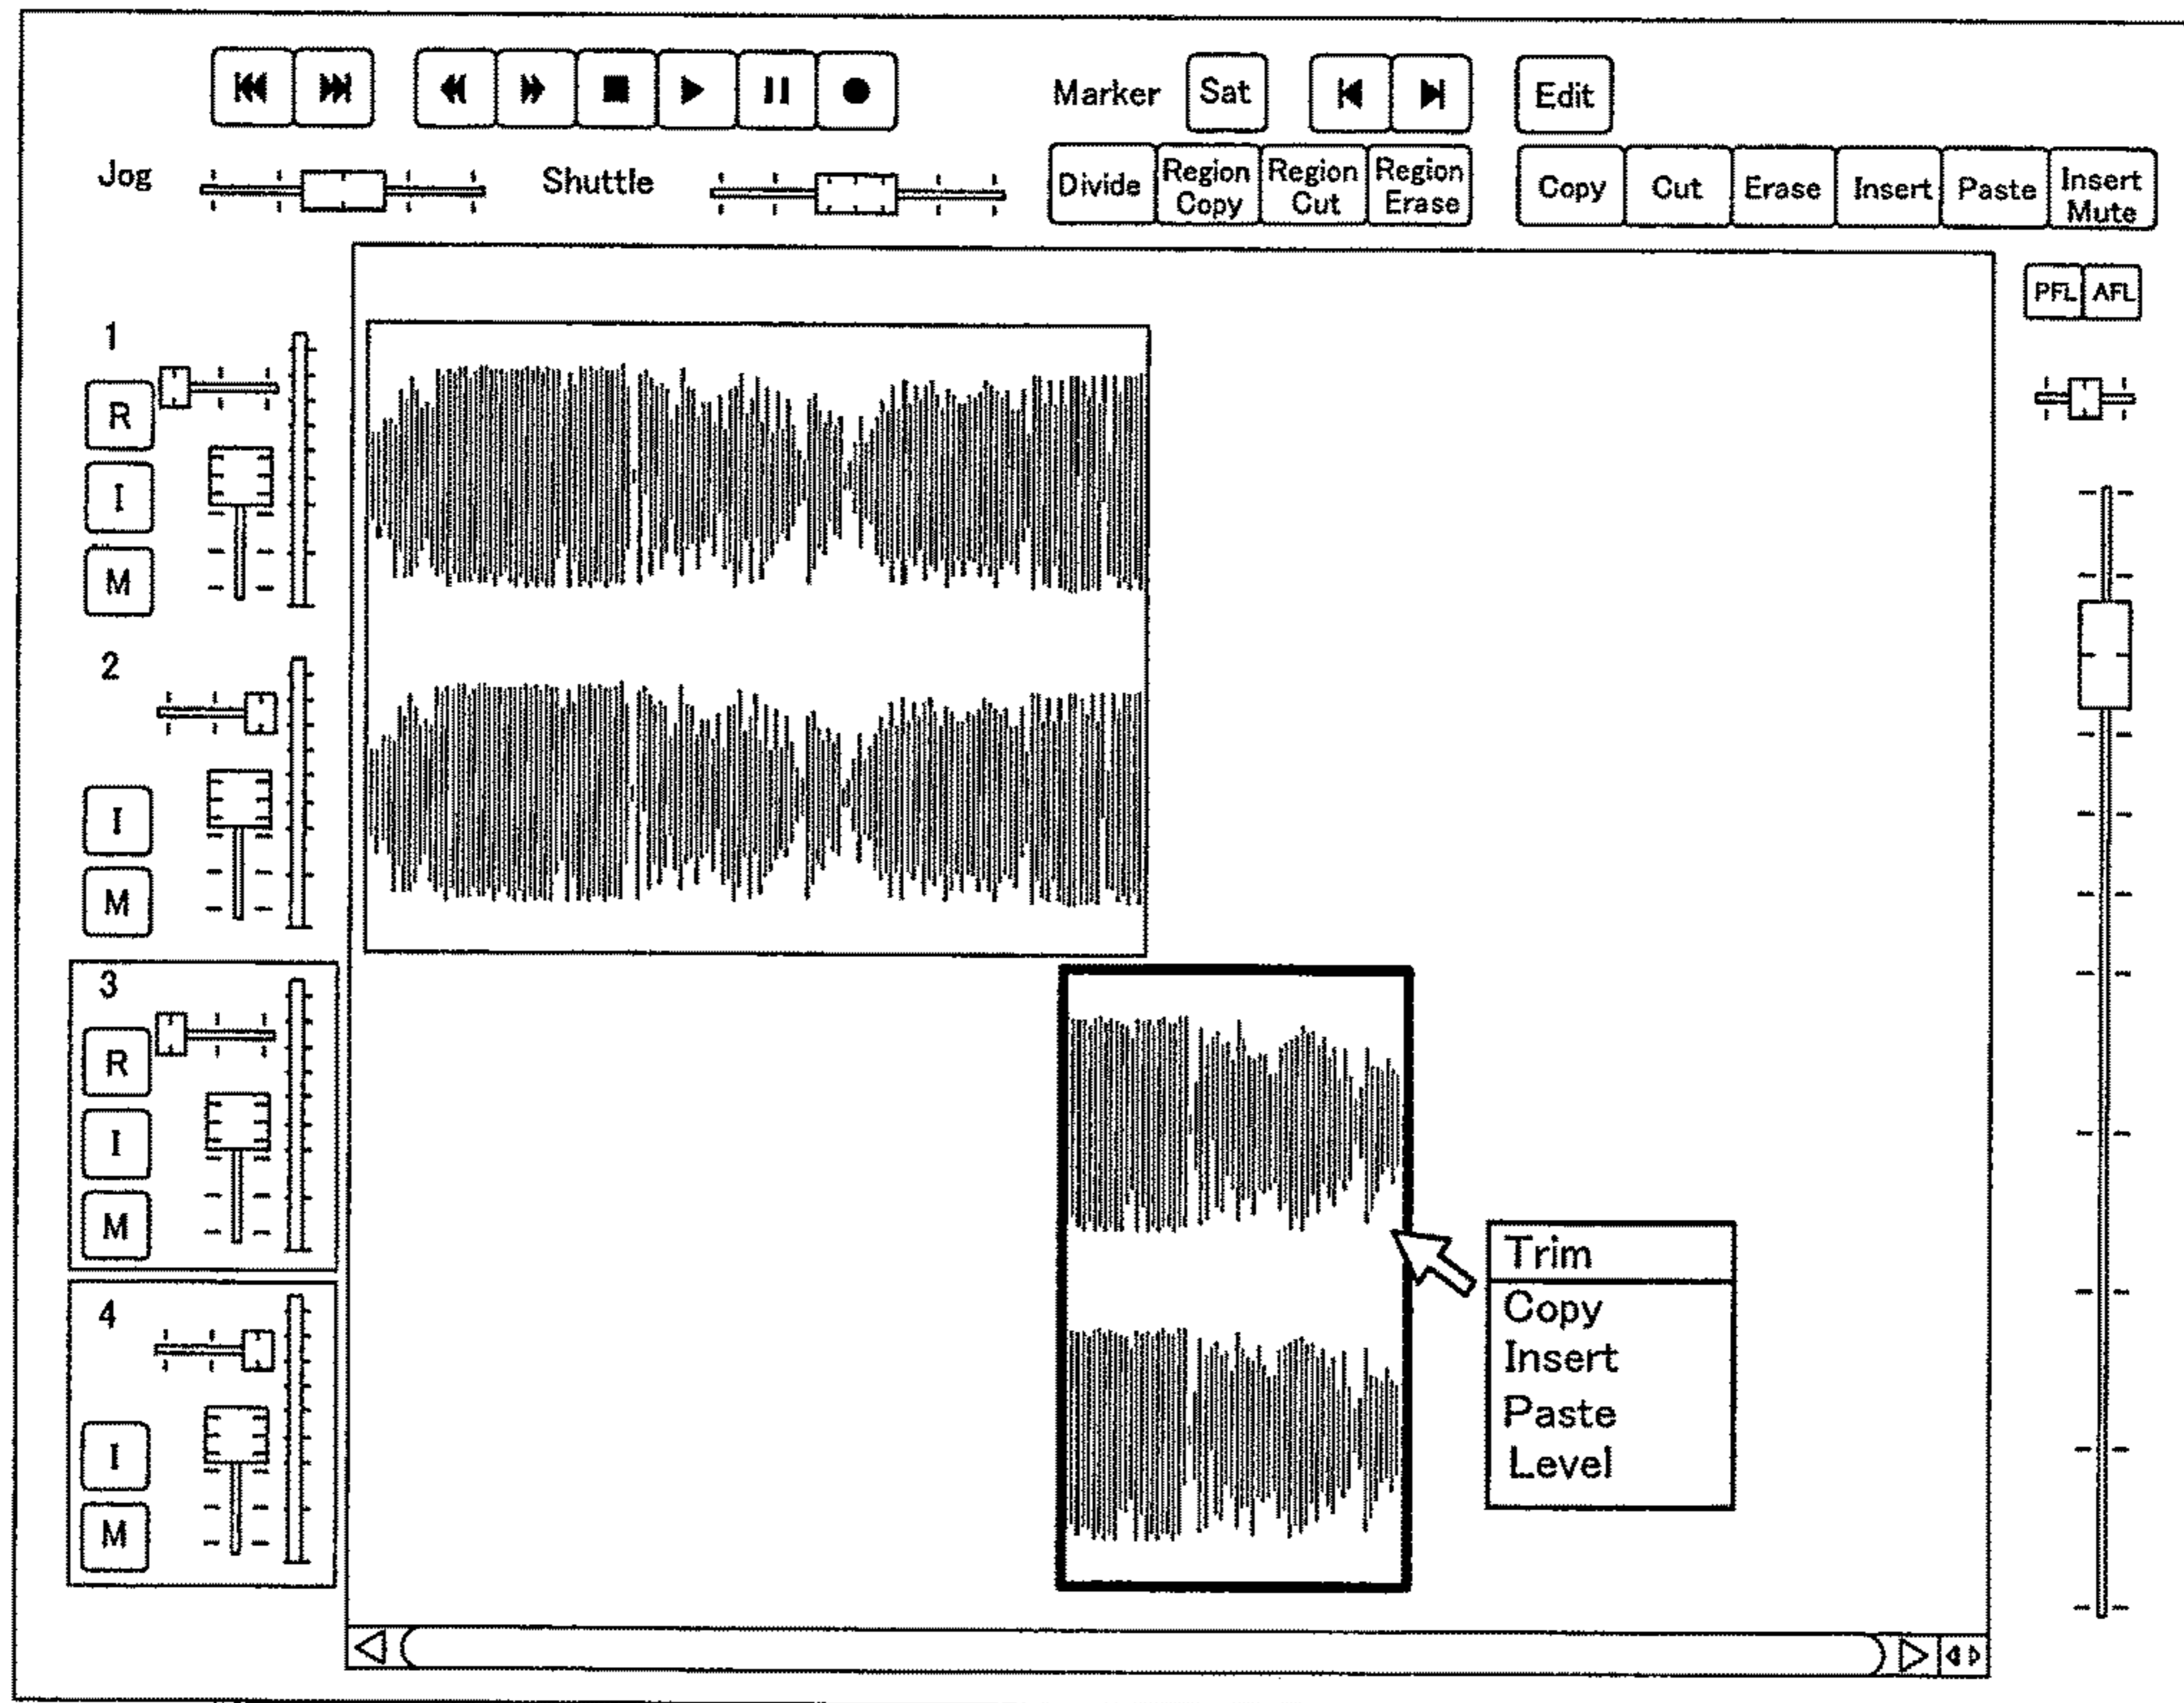 Marker Sat Edit
Jog Shuttle Divide Region Copy Region Cut Region Erase Copy Cut Erase Insert Paste Insert Mute
PFL AFL
1
R
I
M
2
I
M
3
R
I
M
4
I
M
Trim
Copy
Insert
Paste
Level